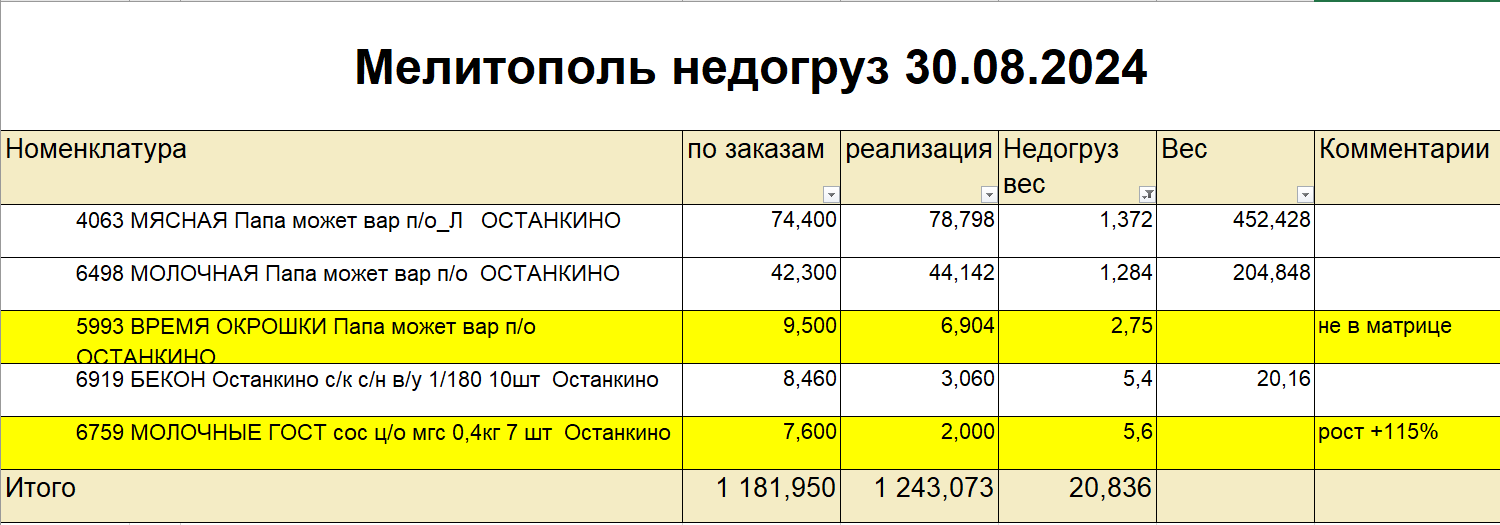 Мелитополь недогруз 30.08.2024
Номенклатура по заказам реализация Недогруз вес Вес Комментарии
4063 МЯСНАЯ Папа может вар п/о_Л ОСТАНКИНО 74,400 78,798 1,372 452,428
6498 МОЛОЧНАЯ Папа может вар п/о ОСТАНКИНО 42,300 44,142 1,284 204,848
5993 ВРЕМЯ ОКРОШКИ Папа может вар п/о ОСТАНКИНО 9,500 6,904 2,75 не в матрице
6919 БЕКОН Останкино с/к с/н в/у 1/180 10шт Останкино 8,460 3,060 5,4 20,16
6759 МОЛОЧНЫЕ ГОСТ сос ц/о мгс 0,4кг 7 шт Останкино 7,600 2,000 5,6 рост +115%
Итого 1 181,950 1 243,073 20,836